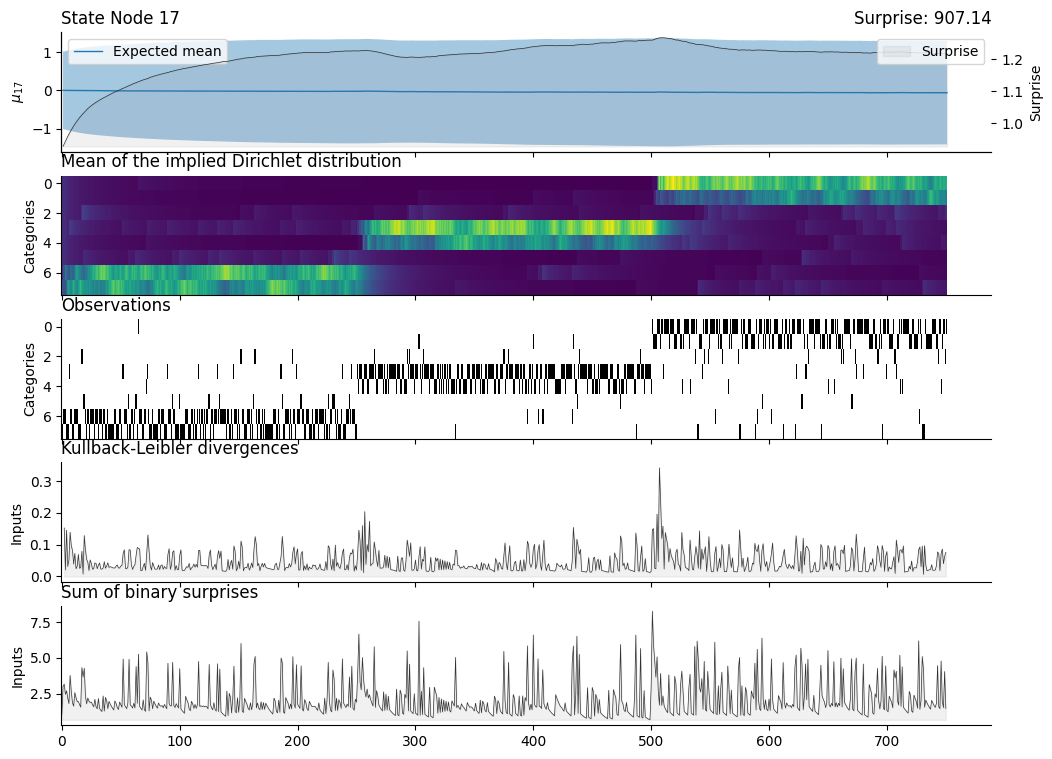 State Node 17
Surprise: 907.14
Expected mean
Surprise
1
0
−1
μ17
1.2
1.1
1.0
Surprise
Mean of the implied Dirichlet distribution
0
2
4
6
Categories
Observations
0
2
4
6
Categories
Kullback-Leibler divergences
0.3
0.2
0.1
0.0
Inputs
Sum of binary surprises
7.5
5.0
2.5
Inputs
0 100 200 300 400 500 600 700